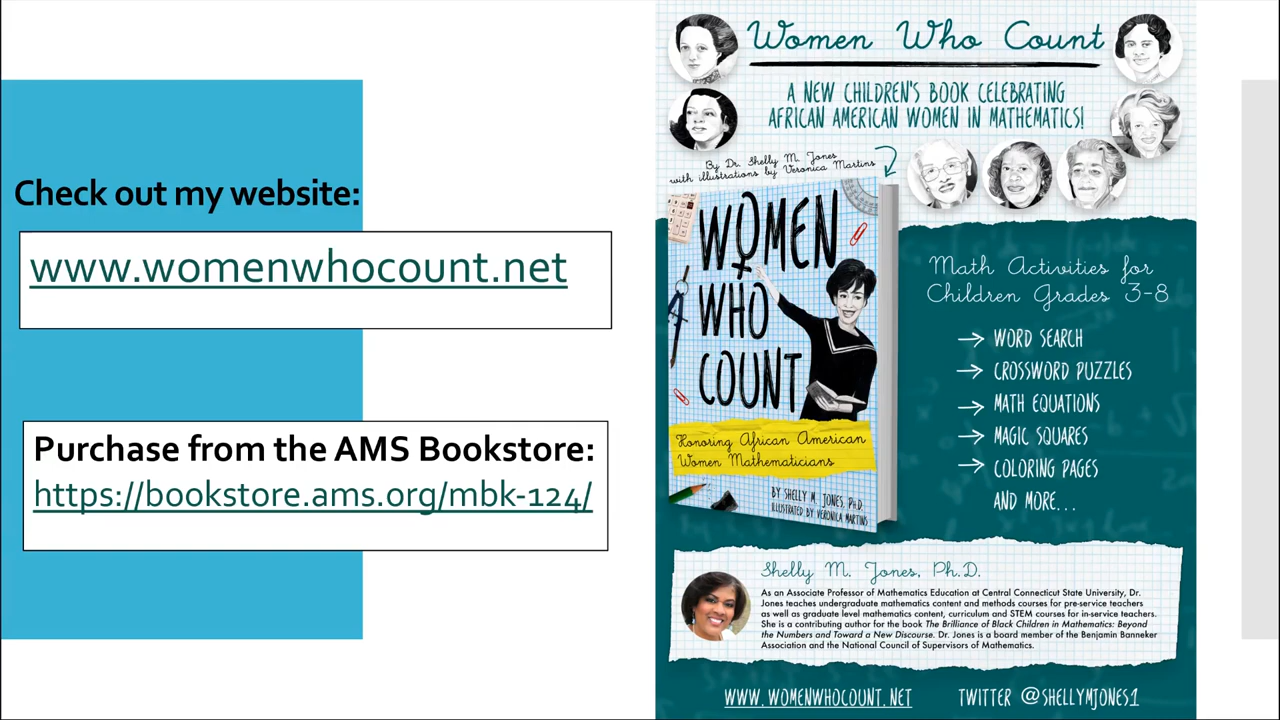 Check out my website:
www.womenwhocount.net
Purchase from the AMS Bookstore:
https://bookstore.ams.org/mbk-124/
Women Who Count
A NEW CHILDREN'S BOOK CELEBRATING
AFRICAN AMERICAN WOMEN IN MATHEMATICS!
By Dr. Shelly M. Jones
with illustrations by Veronica Martins
WOMEN
WHO
COUNT
Honoring African American
Women Mathematicians
BY SHELLY M. JONES, PH.D.
ILLUSTRATED BY VERONICA MARTINS
Math Activities for
Children Grades 3-8
WORD SEARCH
CROSSWORD PUZZLES
MATH EQUATIONS
MAGIC SQUARES
COLORING PAGES
AND MORE...
Shelly M. Jones, Ph.D.
As an Associate Professor of Mathematics Education at Central Connecticut State University, Dr.
Jones teaches undergraduate mathematics content and methods courses for pre-service teachers
as well as graduate level mathematics content, curriculum and STEM courses for in-service teachers.
She is a contributing author for the book The Brilliance of Black Children in Mathematics: Beyond
the Numbers and Toward a New Discourse. Dr. Jones is a board member of the Benjamin Banneker
Association and the National Council of Supervisors of Mathematics.
WWW.WOMENWHOCOUNT.NET TWITTER @SHELLYMJONES1